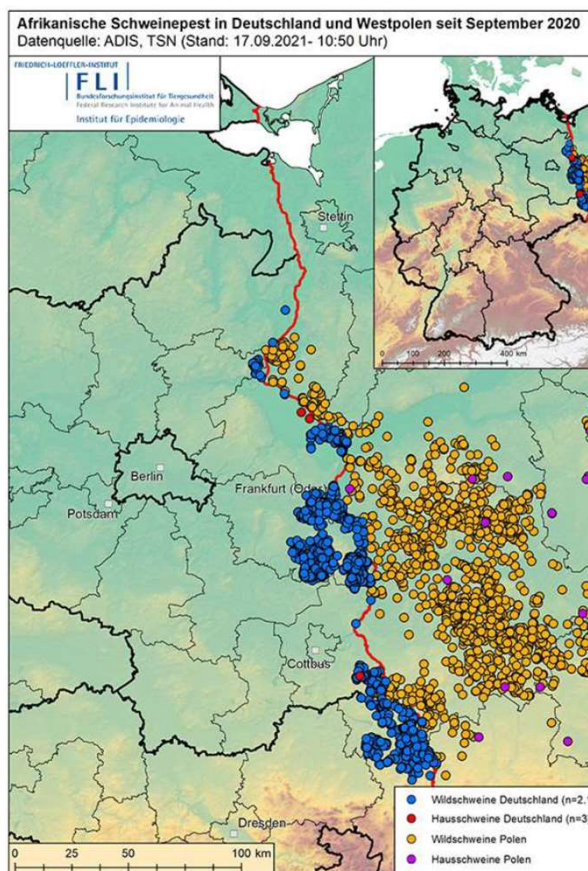 Afrikanische Schweinepest in Deutschland und Westpolen seit September 2020
Datenquelle: ADIS, TSN (Stand: 17.09.2021- 10:50 Uhr)
FRIEDRICH-LOEFFLER-INSTITUT
FLI
Bundesforschungsinstitut für Tiergesundheit
Federal Research Institute for Animal Health
Institut für Epidemiologie
Stettin
0 100 200 400 km
Berlin
Frankfurt (Oder)
Potsdam
Cottbus
Dresden
0 25 50 100 km
Wildschweine Deutschland (n=2.
Hausschweine Deutschland (n=3
Wildschweine Polen
Hausschweine Polen